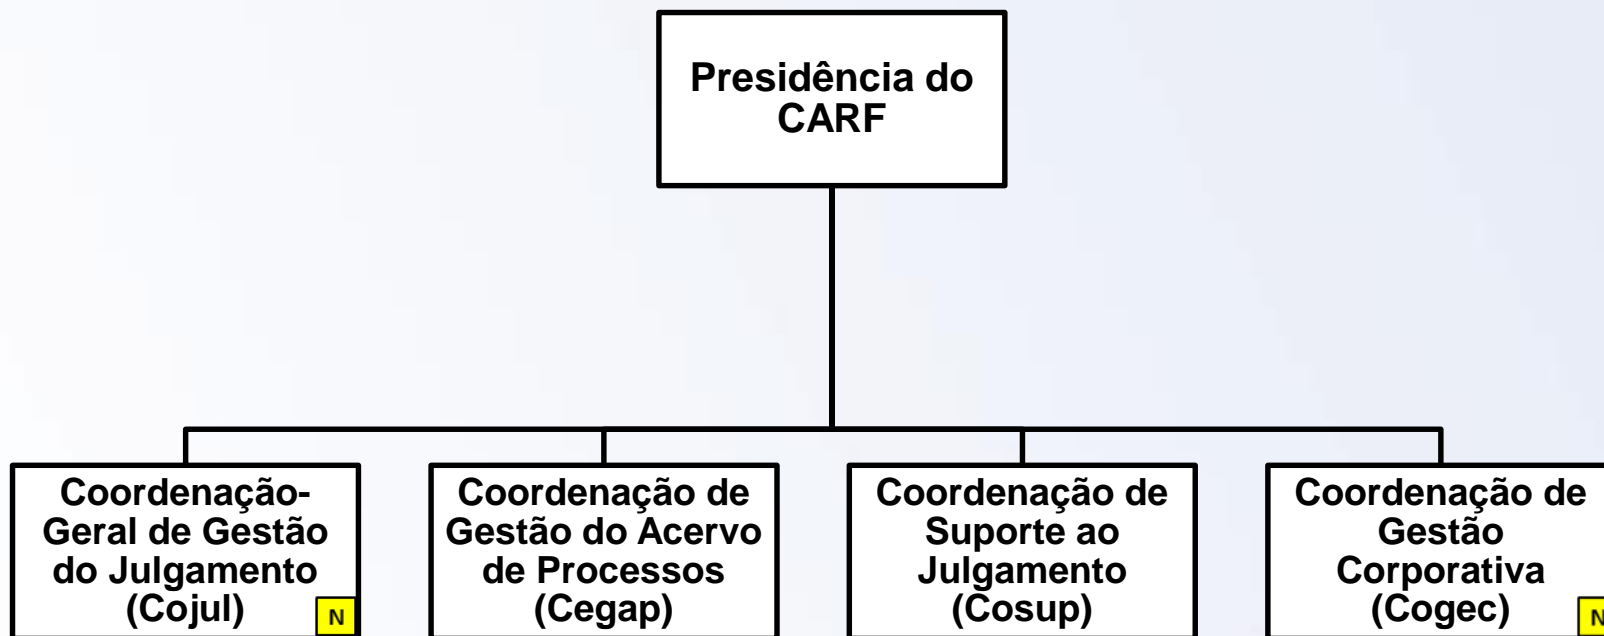 Presidência do
CARF
Coordenação-
Geral de Gestão
do Julgamento
(Cojul)
N
Coordenação de
Gestão do Acervo
de Processos
(Cegap)
Coordenação de
Suporte ao
Julgamento
(Cosup)
Coordenação de
Gestão
Corporativa
(Cogec)
N